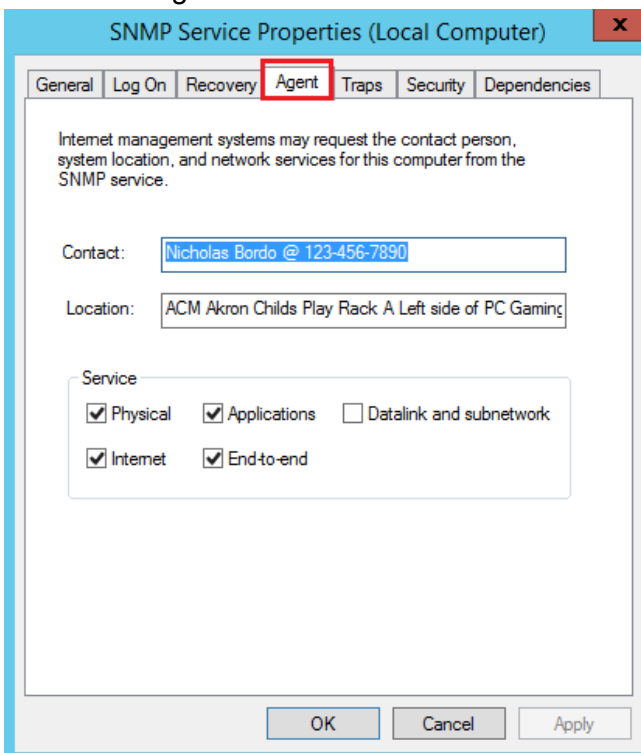 SNMP Service Properties (Local Computer)
x
General Log On Recovery Agent Traps Security Dependencies
Internet management systems may request the contact person,
system location, and network services for this computer from the
SNMP service.
Contact: Nicholas Bordo @ 123-456-7890
Location: ACM Akron Childs Play Rack A Left side of PC Gaming
Service
Physical Applications Datalink and subnetwork
Internet End-to-end
OK Cancel Apply